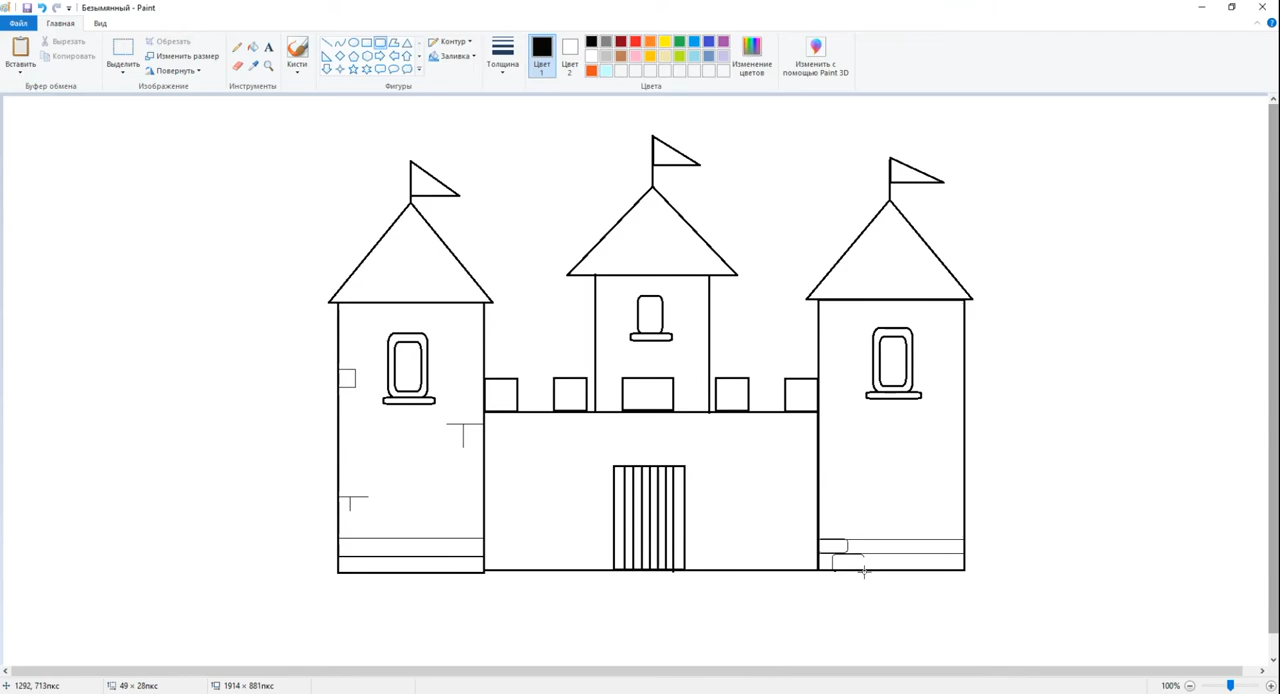 Безымянный - Paint
Файл Главная Вид
Вставить
Вырезать
Копировать
Буфер обмена
Выделить
Обрезать
Изменить размер
Повернуть
Изображение
A
Инструменты
Кисти
Контур
Заливка
Фигуры
Толщина
Цвет 1
Цвет 2
Цвета
Изменение цветов
Изменить с помощью Paint 3D
1292, 713пкс 49 × 28пкс 1914 × 881пкс 100%